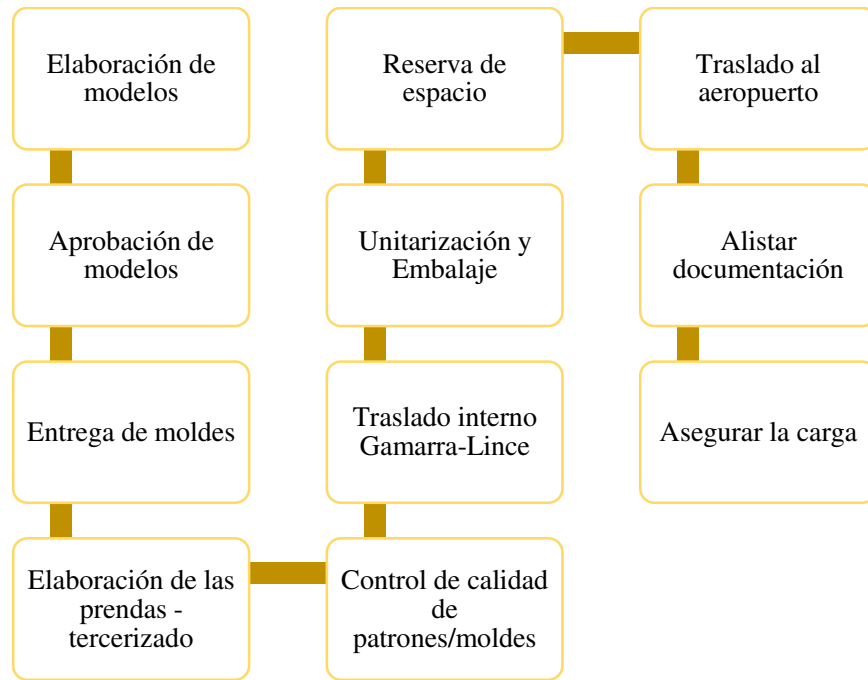 Elaboración de
modelos
Aprobación de
modelos
Entrega de moldes
Elaboración de las
prendas -
tercerizado
Control de calidad
de
patrones/moldes
Traslado interno
Gamarra-Lince
Unitarización y
Embalaje
Reserva de
espacio
Traslado al
aeropuerto
Alistar
documentación
Asegurar la carga